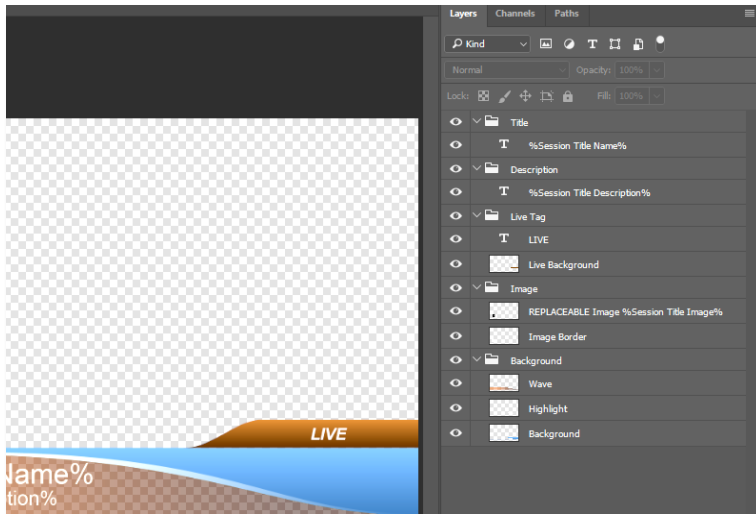 Layers Channels Paths
Kind
Normal Opacity: 100%
Lock: Fill: 100%
Title
T %Session Title Name%
Description
T %Session Title Description%
Live Tag
T LIVE
Live Background
Image
REPLACEABLE Image %Session Title Image%
Image Border
Background
Wave
Highlight
Background
LIVE
Name%
tion%